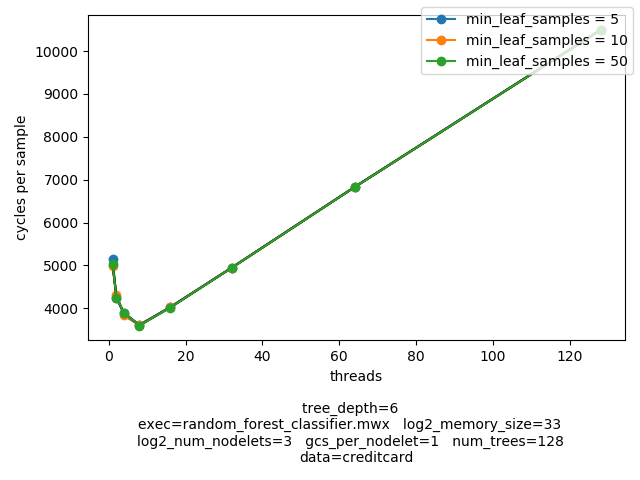 min_leaf_samples = 5
min_leaf_samples = 10
min_leaf_samples = 50
10000
9000
8000
7000
6000
5000
4000
cycles per sample
0 20 40 60 80 100 120
threads
tree_depth=6
exec=random_forest_classifier.mwx log2_memory_size=33
log2_num_nodelets=3 gcs_per_nodelet=1 num_trees=128
data=creditcard